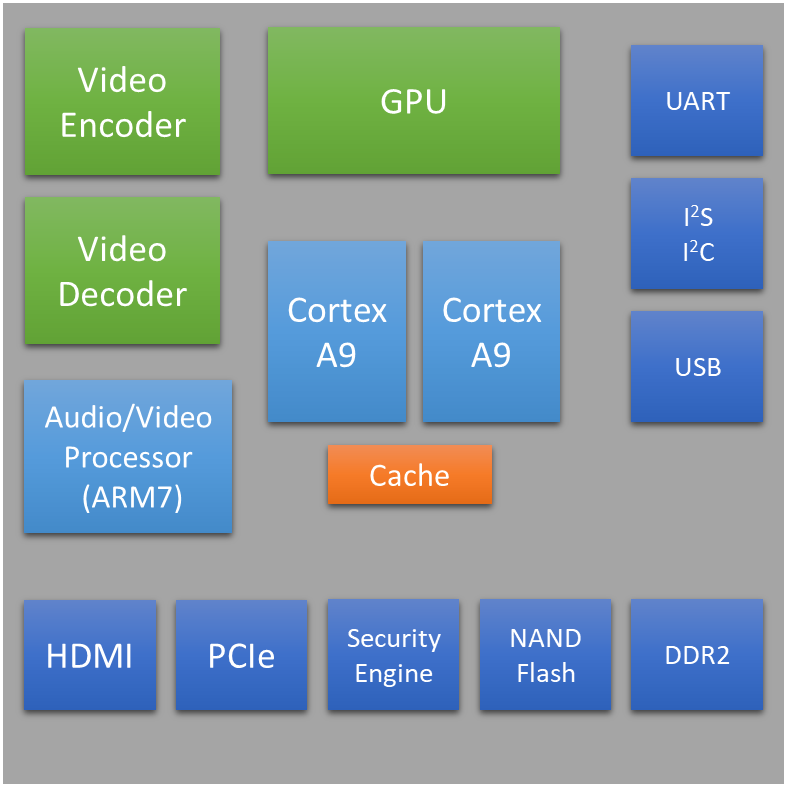 Video
Encoder
GPU
UART
Video
Decoder
I²S
I²C
Cortex
A9
Cortex
A9
USB
Audio/Video
Processor
(ARM7)
Cache
HDMI
PCIe
Security
Engine
NAND
Flash
DDR2